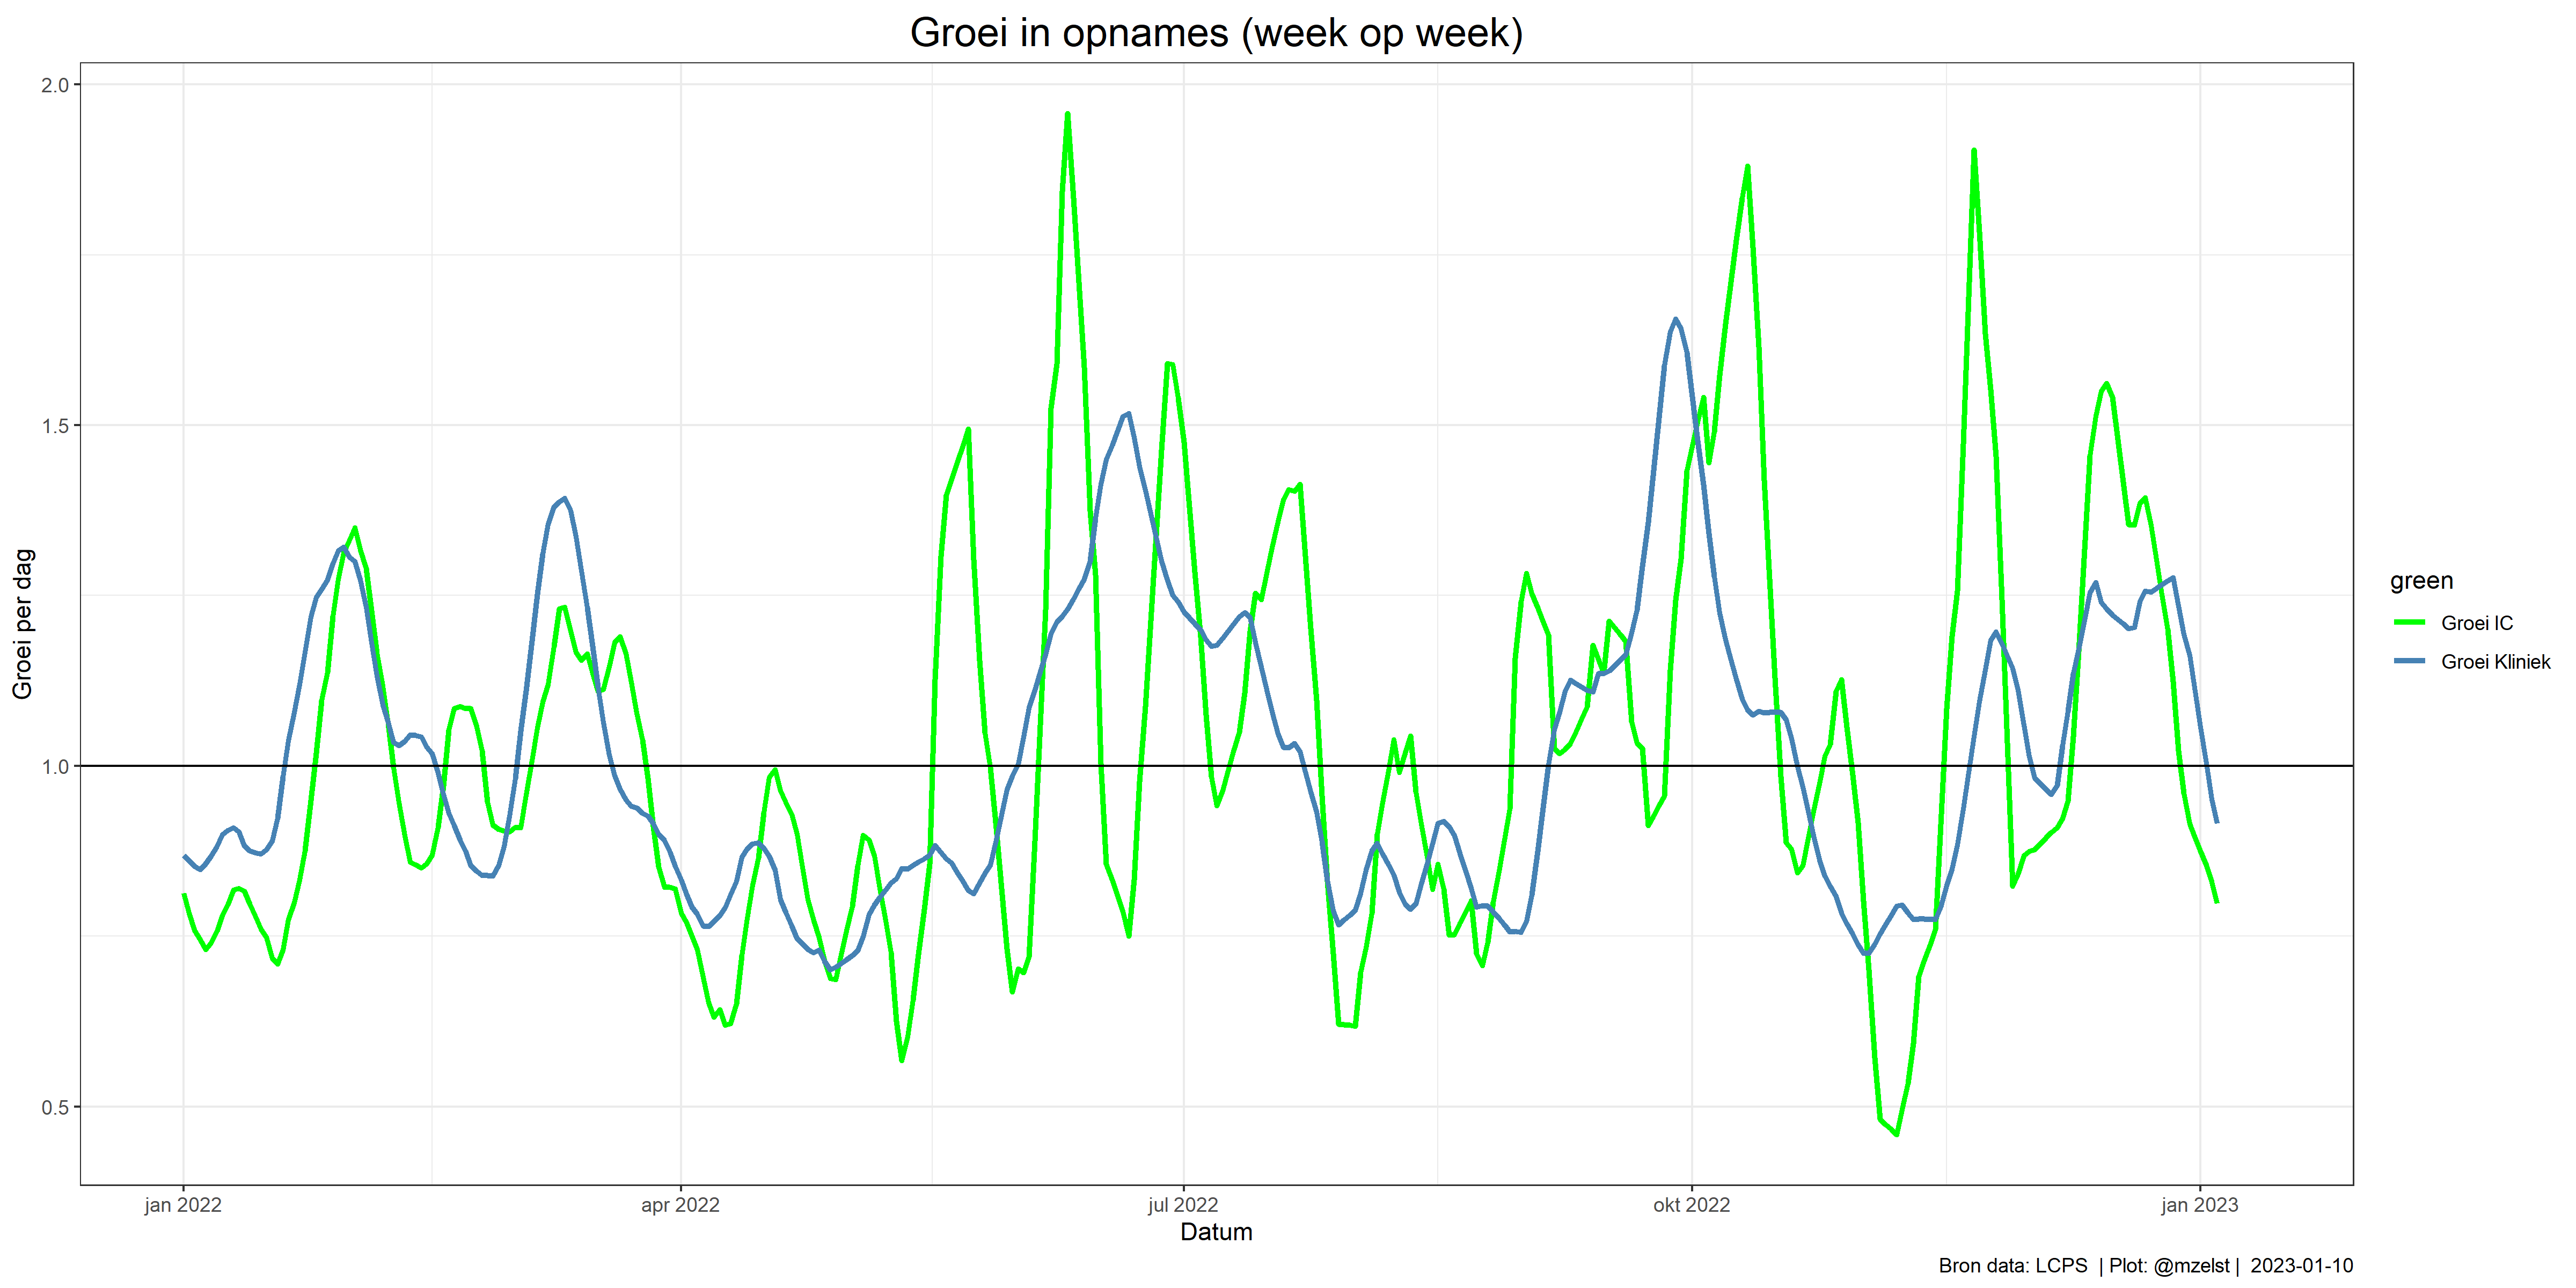 Groei in opnames (week op week)
Groei per dag
2.0
1.5
1.0
0.5
jan 2022
apr 2022
jul 2022
okt 2022
jan 2023
Datum
green
Groei IC
Groei Kliniek
Bron data: LCPS | Plot: @mzelst | 2023-01-10